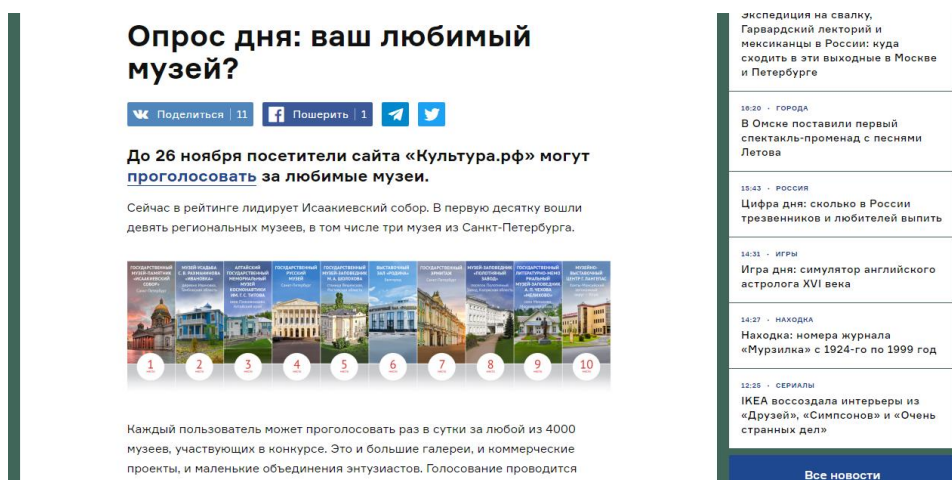 Опрос дня: ваш любимый
музей?
Поделиться 11
Пошерить 1
До 26 ноября посетители сайта «Культура.рф» могут
проголосовать за любимые музеи.
Сейчас в рейтинге лидирует Исаакиевский собор. В первую десятку вошли
девять региональных музеев, в том числе три музея из Санкт-Петербурга.
1
2
3
4
5
6
7
8
9
10
Каждый пользователь может проголосовать раз в сутки за любой из 4000
музеев, участвующих в конкурсе. Это и большие галереи, и коммерческие
проекты, и маленькие объединения энтузиастов. Голосование проводится
Экспедиция на свалку,
Гарвардский лекторий и
мексиканцы в России: куда
сходить в эти выходные в Москве
и Петербурге
16:20 · ГОРОДА
В Омске поставили первый
спектакль-променад с песнями
Летова
15:43 · РОССИЯ
Цифра дня: сколько в России
трезвенников и любителей выпить
14:31 · ИГРЫ
Игра дня: симулятор английского
астролога XVI века
14:27 · НАХОДКА
Находка: номера журнала
«Мурзилка» с 1924-го по 1999 год
12:25 · СЕРИАЛЫ
IKEA воссоздала интерьеры из
«Друзей», «Симпсонов» и «Очень
странных дел»
Все новости